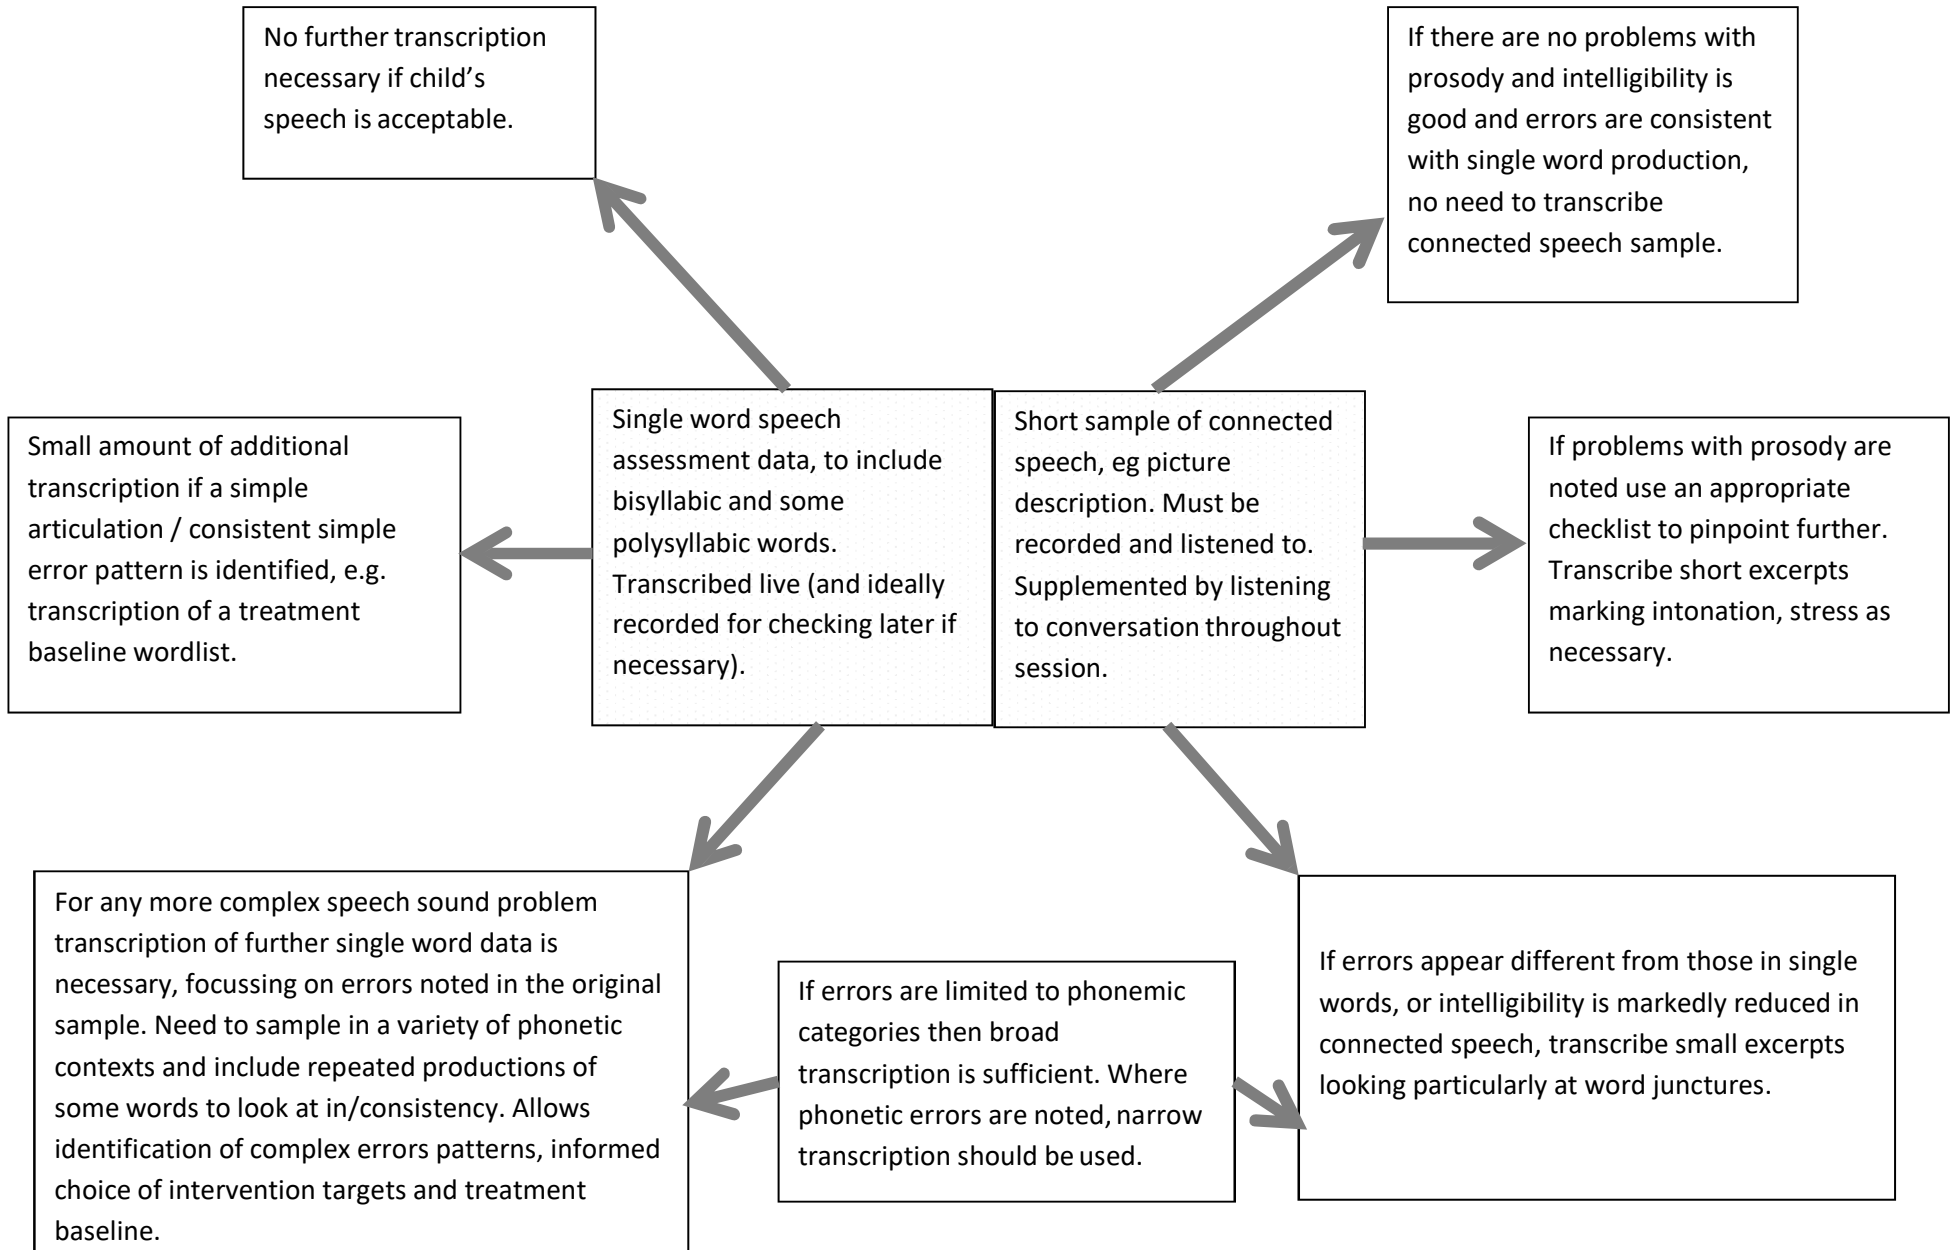 No further transcription
necessary if child’s
speech is acceptable.
If there are no problems with
prosody and intelligibility is
good and errors are consistent
with single word production,
no need to transcribe
connected speech sample.
Small amount of additional
transcription if a simple
articulation / consistent simple
error pattern is identified, e.g.
transcription of a treatment
baseline wordlist.
Single word speech
assessment data, to include
bisyllabic and some
polysyllabic words.
Transcribed live (and ideally
recorded for checking later if
necessary).
Short sample of connected
speech, eg picture
description. Must be
recorded and listened to.
Supplemented by listening
to conversation throughout
session.
If problems with prosody are
noted use an appropriate
checklist to pinpoint further.
Transcribe short excerpts
marking intonation, stress as
necessary.
For any more complex speech sound problem
transcription of further single word data is
necessary, focussing on errors noted in the original
sample. Need to sample in a variety of phonetic
contexts and include repeated productions of
some words to look at in/consistency. Allows
identification of complex errors patterns, informed
choice of intervention targets and treatment
baseline.
If errors are limited to phonemic
categories then broad
transcription is sufficient. Where
phonetic errors are noted, narrow
transcription should be used.
If errors appear different from those in single
words, or intelligibility is markedly reduced in
connected speech, transcribe small excerpts
looking particularly at word junctures.